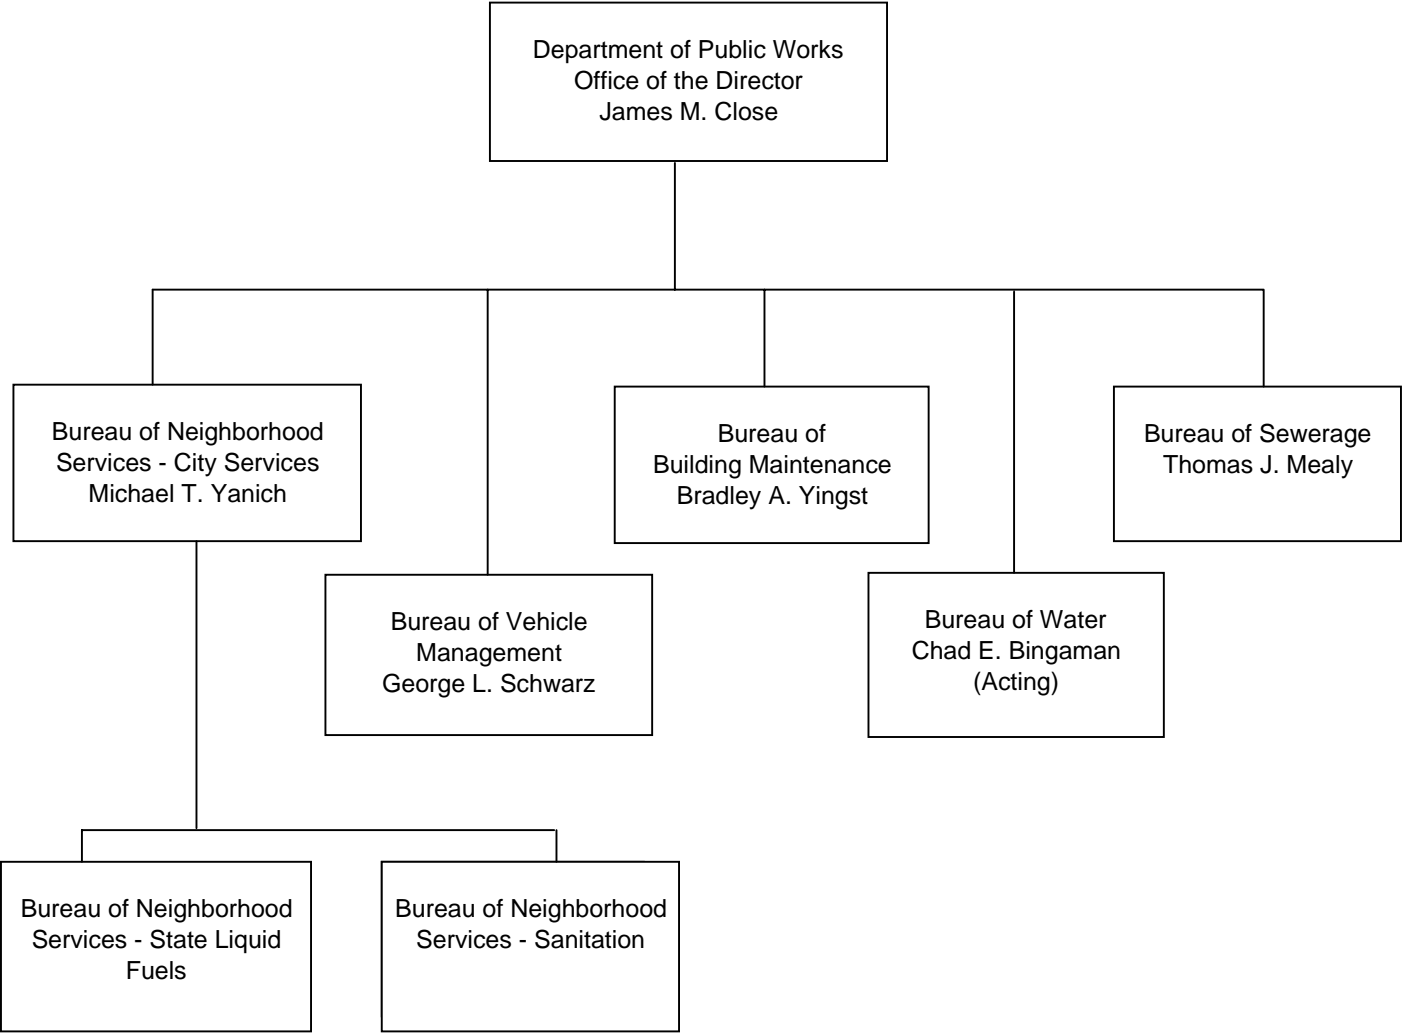 Department of Public Works
Office of the Director
James M. Close
Bureau of Neighborhood
Services - City Services
Michael T. Yanich
Bureau of
Building Maintenance
Bradley A. Yingst
Bureau of Sewerage
Thomas J. Mealy
Bureau of Vehicle
Management
George L. Schwarz
Bureau of Water
Chad E. Bingaman
(Acting)
Bureau of Neighborhood
Services - State Liquid
Fuels
Bureau of Neighborhood
Services - Sanitation